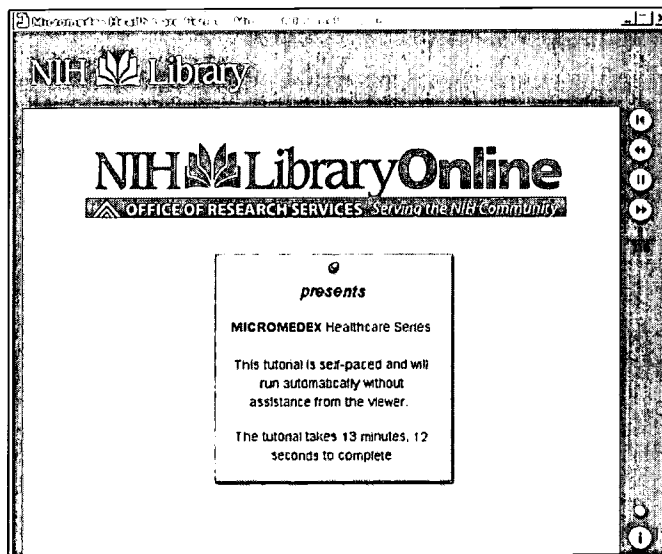 NIH Library
NIH Library Online
OFFICE OF RESEARCH SERVICES Serving the NIH Community
presents
MICROMEDEX Healthcare Series
This tutorial is self-paced and will
run automatically without
assistance from the viewer.
The tutorial takes 13 minutes, 12
seconds to complete